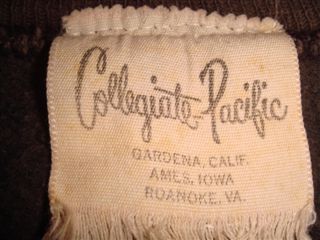 Collegiate-Pacific
GARDENA, CALIF.
AMES, IOWA
ROANOKE, VA.